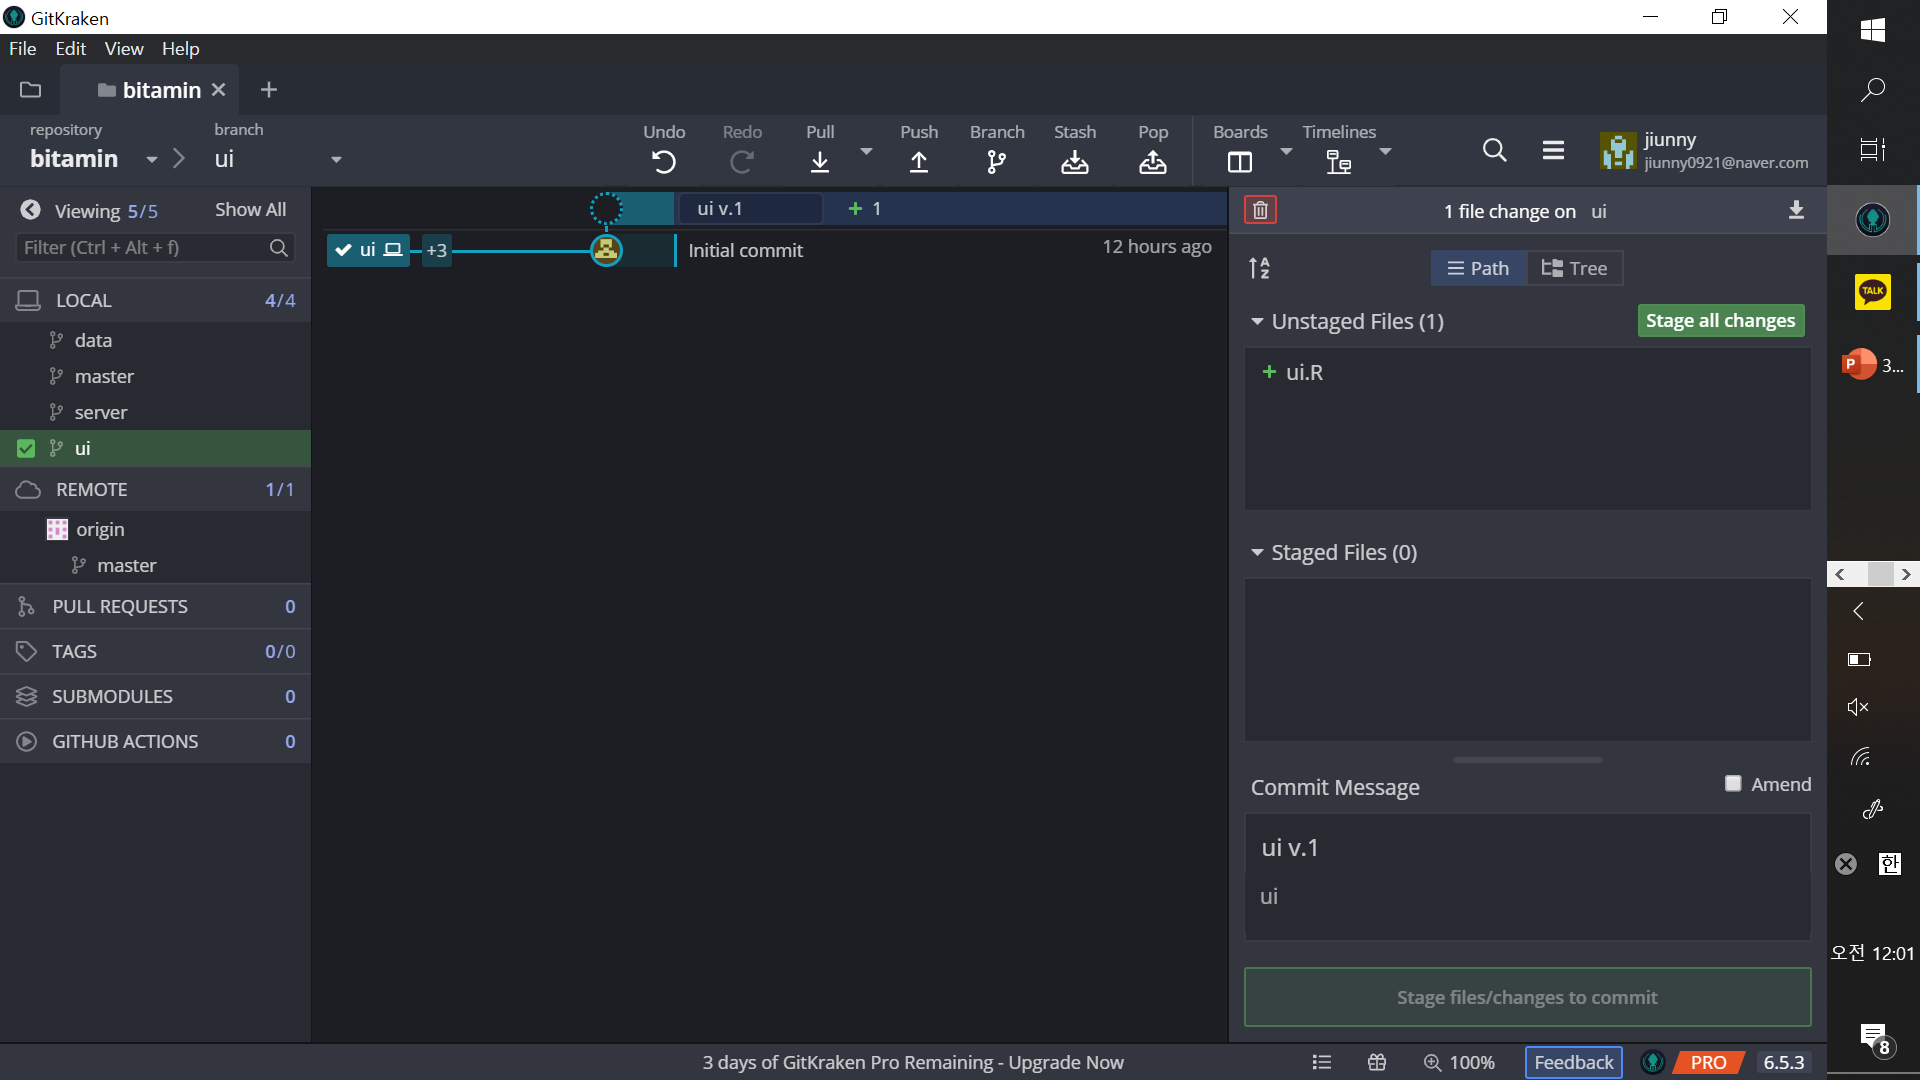 GitKraken
File Edit View Help
bitamin
repository
bitamin
branch
ui
Undo
Redo
Pull
Push
Branch
Stash
Pop
Boards
Timelines
jiunny
jiunny0921@naver.com
Viewing 5/5
Show All
Filter (Ctrl + Alt + f)
LOCAL 4/4
data
master
server
ui
REMOTE 1/1
origin
master
PULL REQUESTS 0
TAGS 0/0
SUBMODULES 0
GITHUB ACTIONS 0
ui v.1
+ 1
ui
+3
Initial commit
12 hours ago
1 file change on ui
A
Z
Path
Tree
Unstaged Files (1)
Stage all changes
+ ui.R
Staged Files (0)
Commit Message
Amend
ui v.1
ui
Stage files/changes to commit
3 days of GitKraken Pro Remaining - Upgrade Now
100%
Feedback
PRO
6.5.3
TALK
P
3...
한
오전 12:01
8